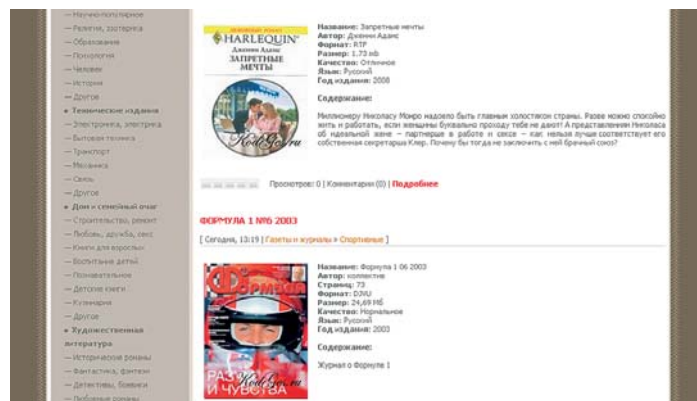 — Научно-популярное
— Религия, эзотерика
— Образование
— Психология
— Человек
— История
— Другое
• Технические издания
— Электроника, электрика
— Бытовая техника
— Транспорт
— Механика
— Связь
— Другое
• Дом и семейный очаг
— Строительство, ремонт
— Любовь, дружба, секс
— Книги для взрослых
— Воспитание детей
— Познавательное
— Детские книги
— Кулинария
— Другое
• Художественная
литература
— Исторические романы
— Фантастика, фэнтези
— Детективы, боевики
— Любовные романы
HARLEQUIN
Дженни Адамс
ЗАПРЕТНЫЕ
МЕЧТЫ
KodGes.ru
Название: Запретные мечты
Автор: Дженни Адамс
Формат: RTF
Размер: 1.73 mb
Качество: Отличное
Язык: Русский
Год издания: 2008
Содержание:
Миллионеру Николасу Монро надоело быть главным холостяком страны. Разве можно спокойно
жить и работать, если женщины буквально проходу тебе не дают! А представлениям Николаса
об идеальной жене – партнерше в работе и сексе – как нельзя лучше соответствует его
собственная секретарша Клер. Почему бы тогда не заключить с ней брачный союз?
Просмотров: 0 | Комментарии (0) | Подробнее
ФОРМУЛА 1 №6 2003
[ Сегодня, 13:19 | Газеты и журналы » Спортивные ]
Формула
РАЗУМ
И ЧУВСТВА
KodGes.ru
Название: Формула 1 06 2003
Автор: коллектив
Страниц: 73
Формат: DJVU
Размер: 24,69 Мб
Качество: Нормальное
Язык: Русский
Год издания: 2003
Содержание:
Журнал о Формуле 1